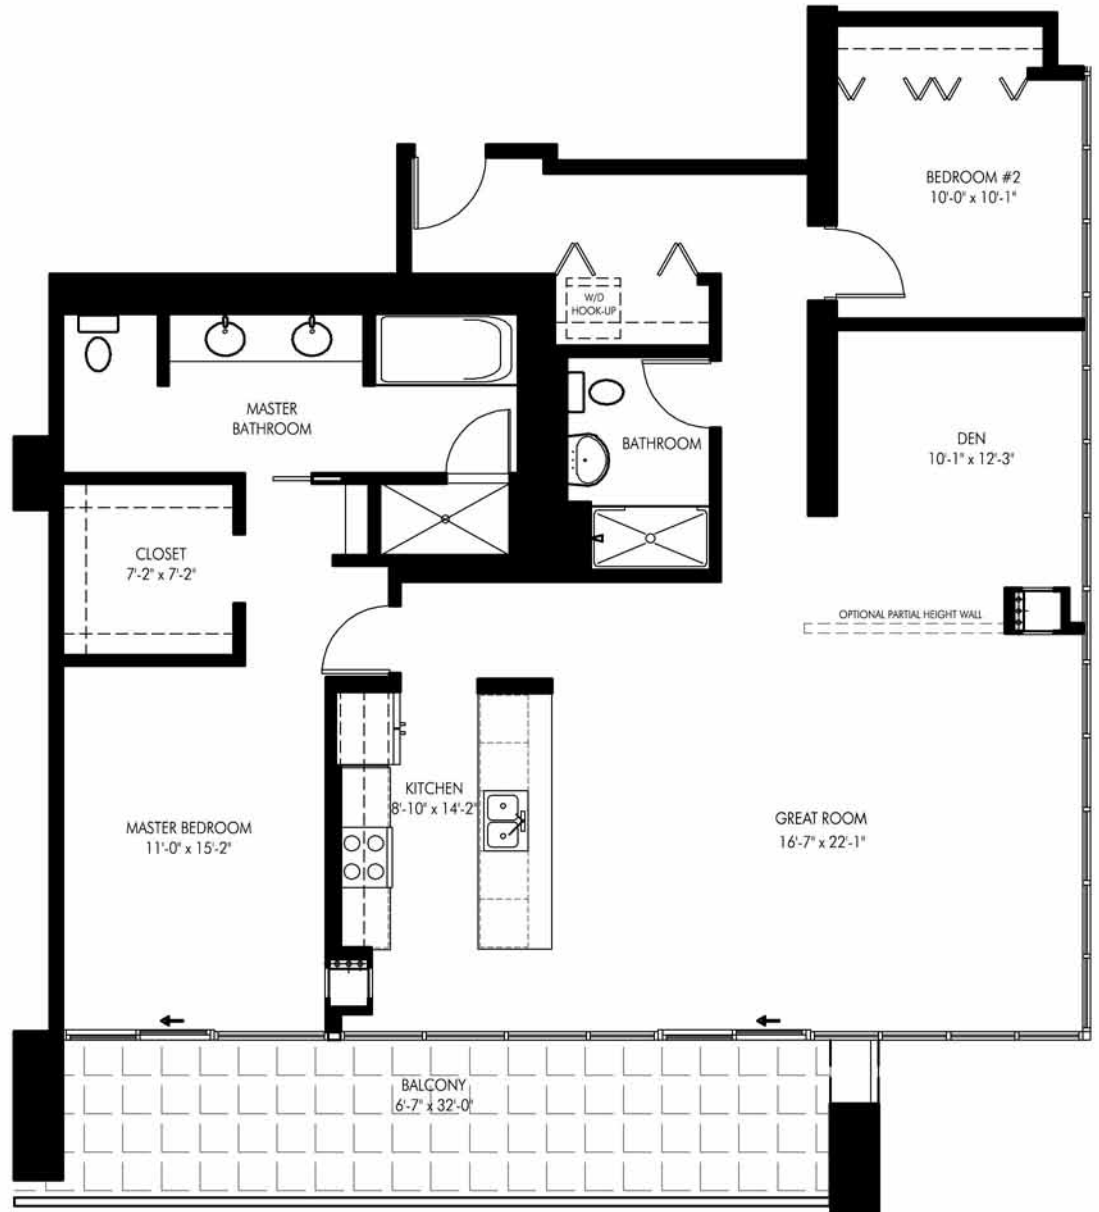 BEDROOM #2
10'-0" x 10'-1"
W/D
HOOK-UP
MASTER
BATHROOM
BATHROOM
DEN
10'-1" x 12'-3"
CLOSET
7'-2" x 7'-2"
OPTIONAL PARTIAL HEIGHT WALL
KITCHEN
8'-10" x 14'-2"
MASTER BEDROOM
11'-0" x 15'-2"
GREAT ROOM
16'-7" x 22'-1"
BALCONY
6'-7" x 32'-0"